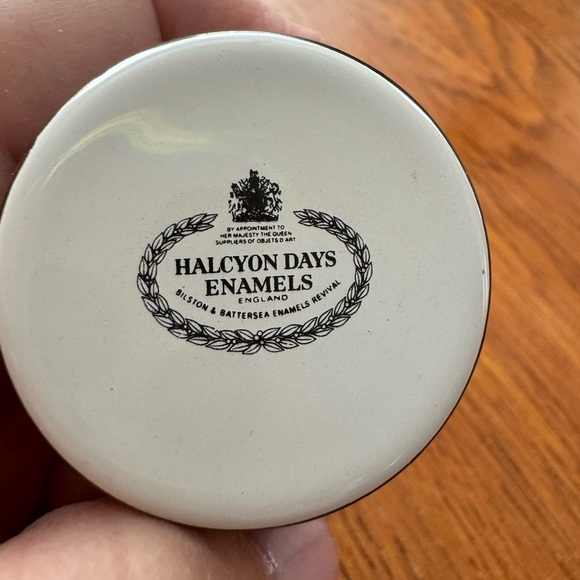 BY APPOINTMENT TO
HER MAJESTY THE QUEEN
SUPPLIERS OF OBJETS D'ART
HALCYON DAYS
ENAMELS
ENGLAND
BILSTON & BATTERSEA ENAMELS REVIVAL